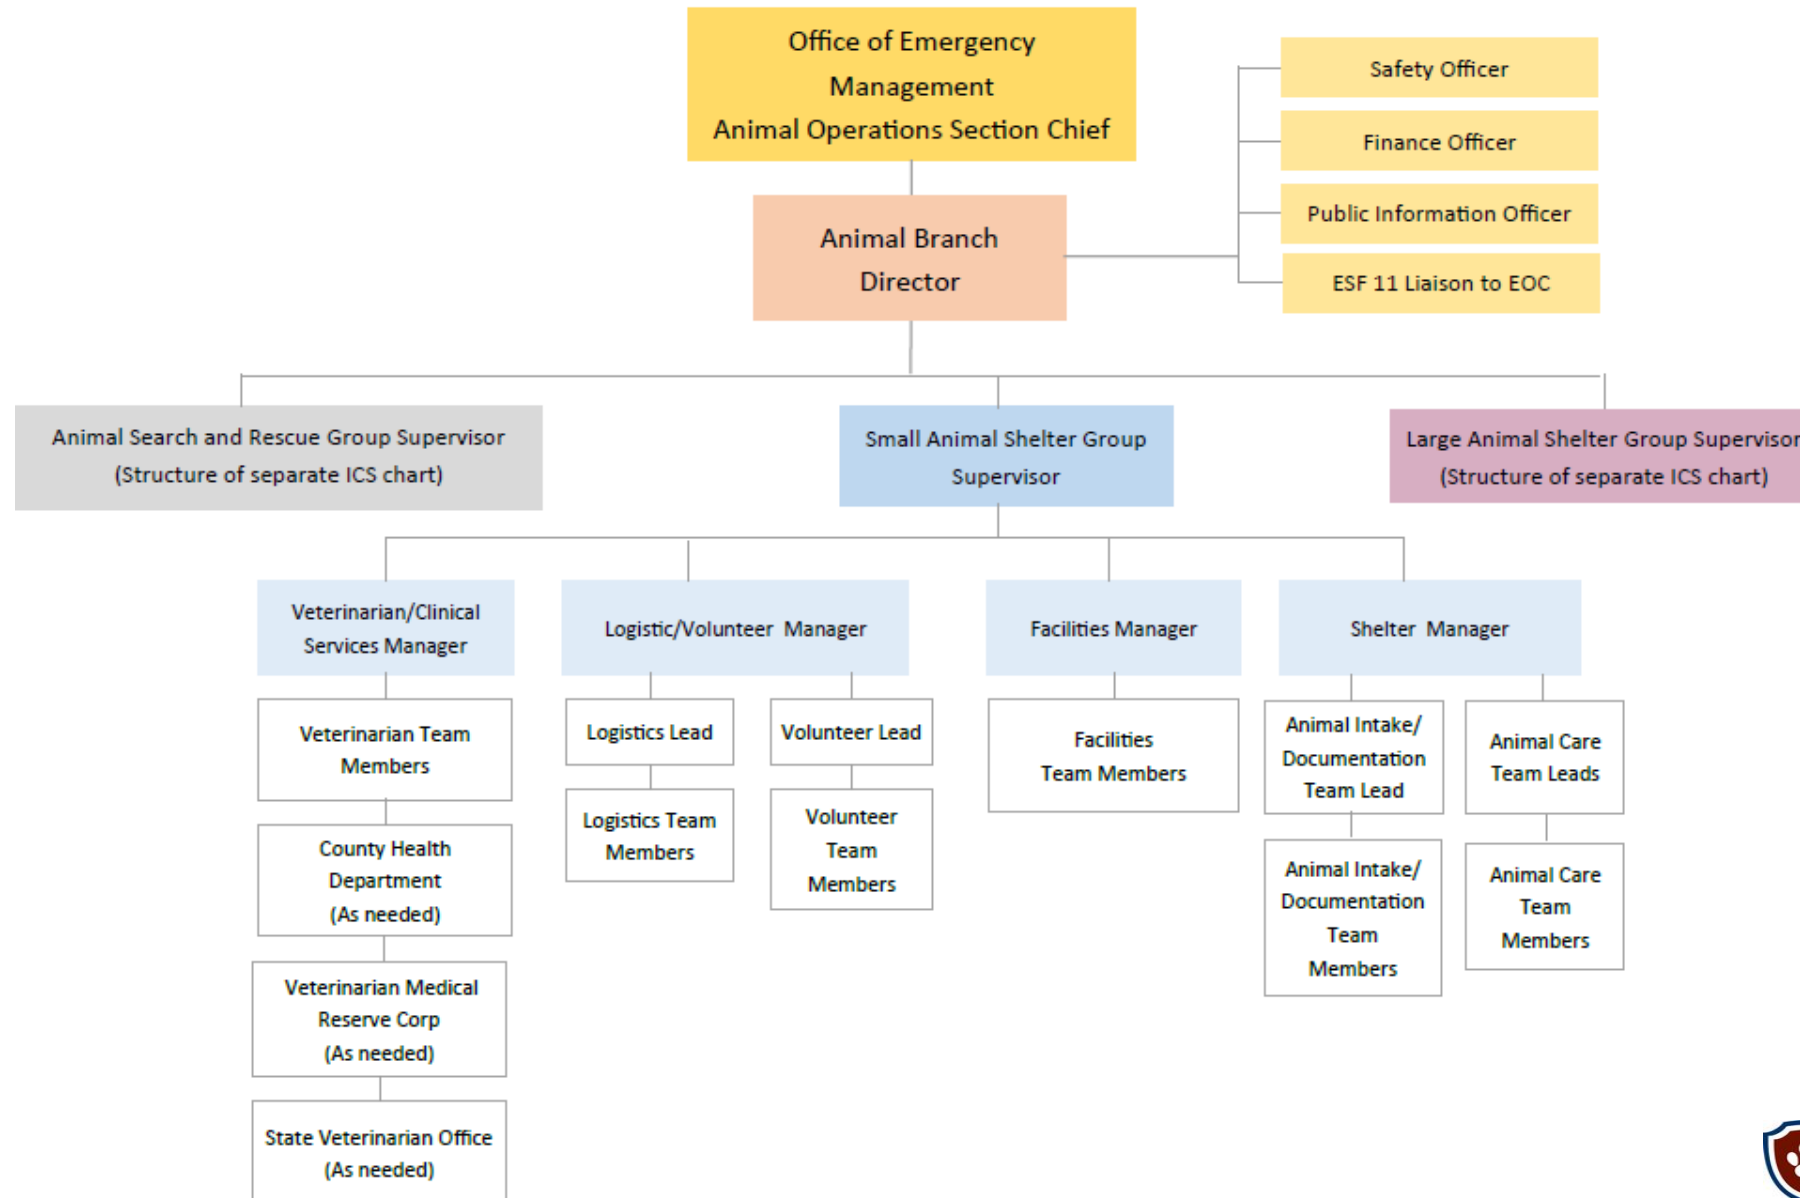 Office of Emergency
Management
Animal Operations Section Chief
Safety Officer
Finance Officer
Public Information Officer
ESF 11 Liaison to EOC
Animal Branch
Director
Animal Search and Rescue Group Supervisor
(Structure of separate ICS chart)
Small Animal Shelter Group
Supervisor
Large Animal Shelter Group Supervisor
(Structure of separate ICS chart)
Veterinarian/Clinical
Services Manager
Logistic/Volunteer Manager
Facilities Manager
Shelter Manager
Veterinarian Team
Members
County Health
Department
(As needed)
Veterinarian Medical
Reserve Corp
(As needed)
State Veterinarian Office
(As needed)
Logistics Lead
Logistics Team
Members
Volunteer Lead
Volunteer
Team
Members
Facilities
Team Members
Animal Intake/
Documentation
Team Lead
Animal Intake/
Documentation
Team
Members
Animal Care
Team Leads
Animal Care
Team
Members